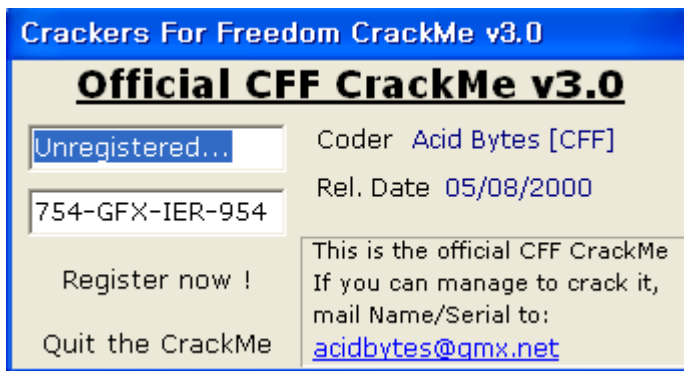 Crackers For Freedom CrackMe v3.0
Official CFF CrackMe v3.0
Unregistered...
Coder Acid Bytes [CFF]
Rel. Date 05/08/2000
754-GFX-IER-954
Register now !
Quit the CrackMe
This is the official CFF CrackMe
If you can manage to crack it,
mail Name/Serial to:
acidbytes@gmx.net